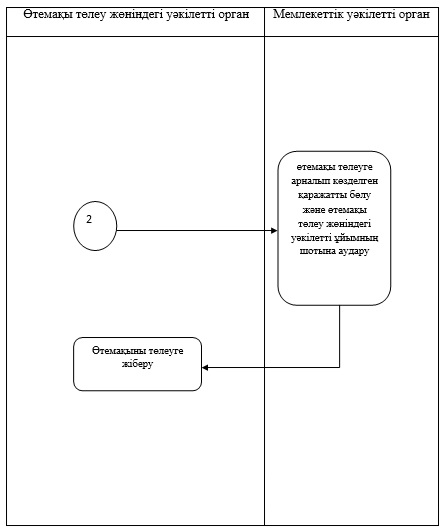 Өтемақы төлеу жөніндегі уәкілетті орган
Мемлекеттік уәкілетті орган
өтемақы төлеуге
арналып көзделген
қаражатты бөлу
және өтемақы
төлеу жөніндегі
уәкілетті ұйымның
шотына аудару
2
Өтемақыны төлеуге
жіберу